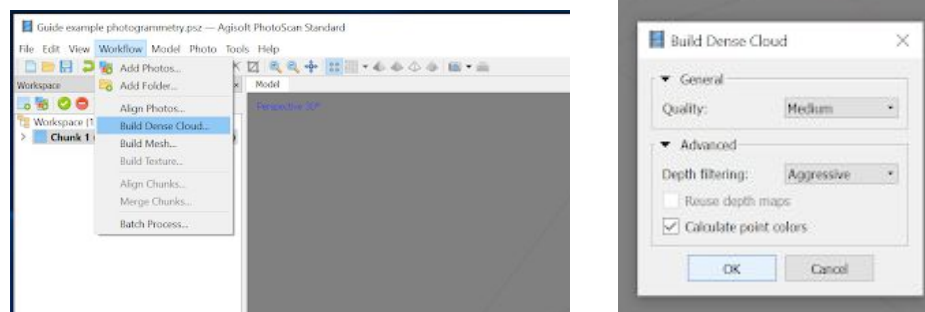 Guide example photogrammetry.psz — Agisoft PhotoScan Standard
File Edit View Workflow Model Photo Tools Help
Workspace
Model
Perspective 30°
Workspace (1
Chunk 1
Add Photos...
Add Folder...
Align Photos...
Build Dense Cloud...
Build Mesh...
Build Texture...
Align Chunks...
Merge Chunks...
Batch Process...
Build Dense Cloud
General
Quality: Medium
Advanced
Depth filtering: Aggressive
Reuse depth maps
Calculate point colors
OK Cancel